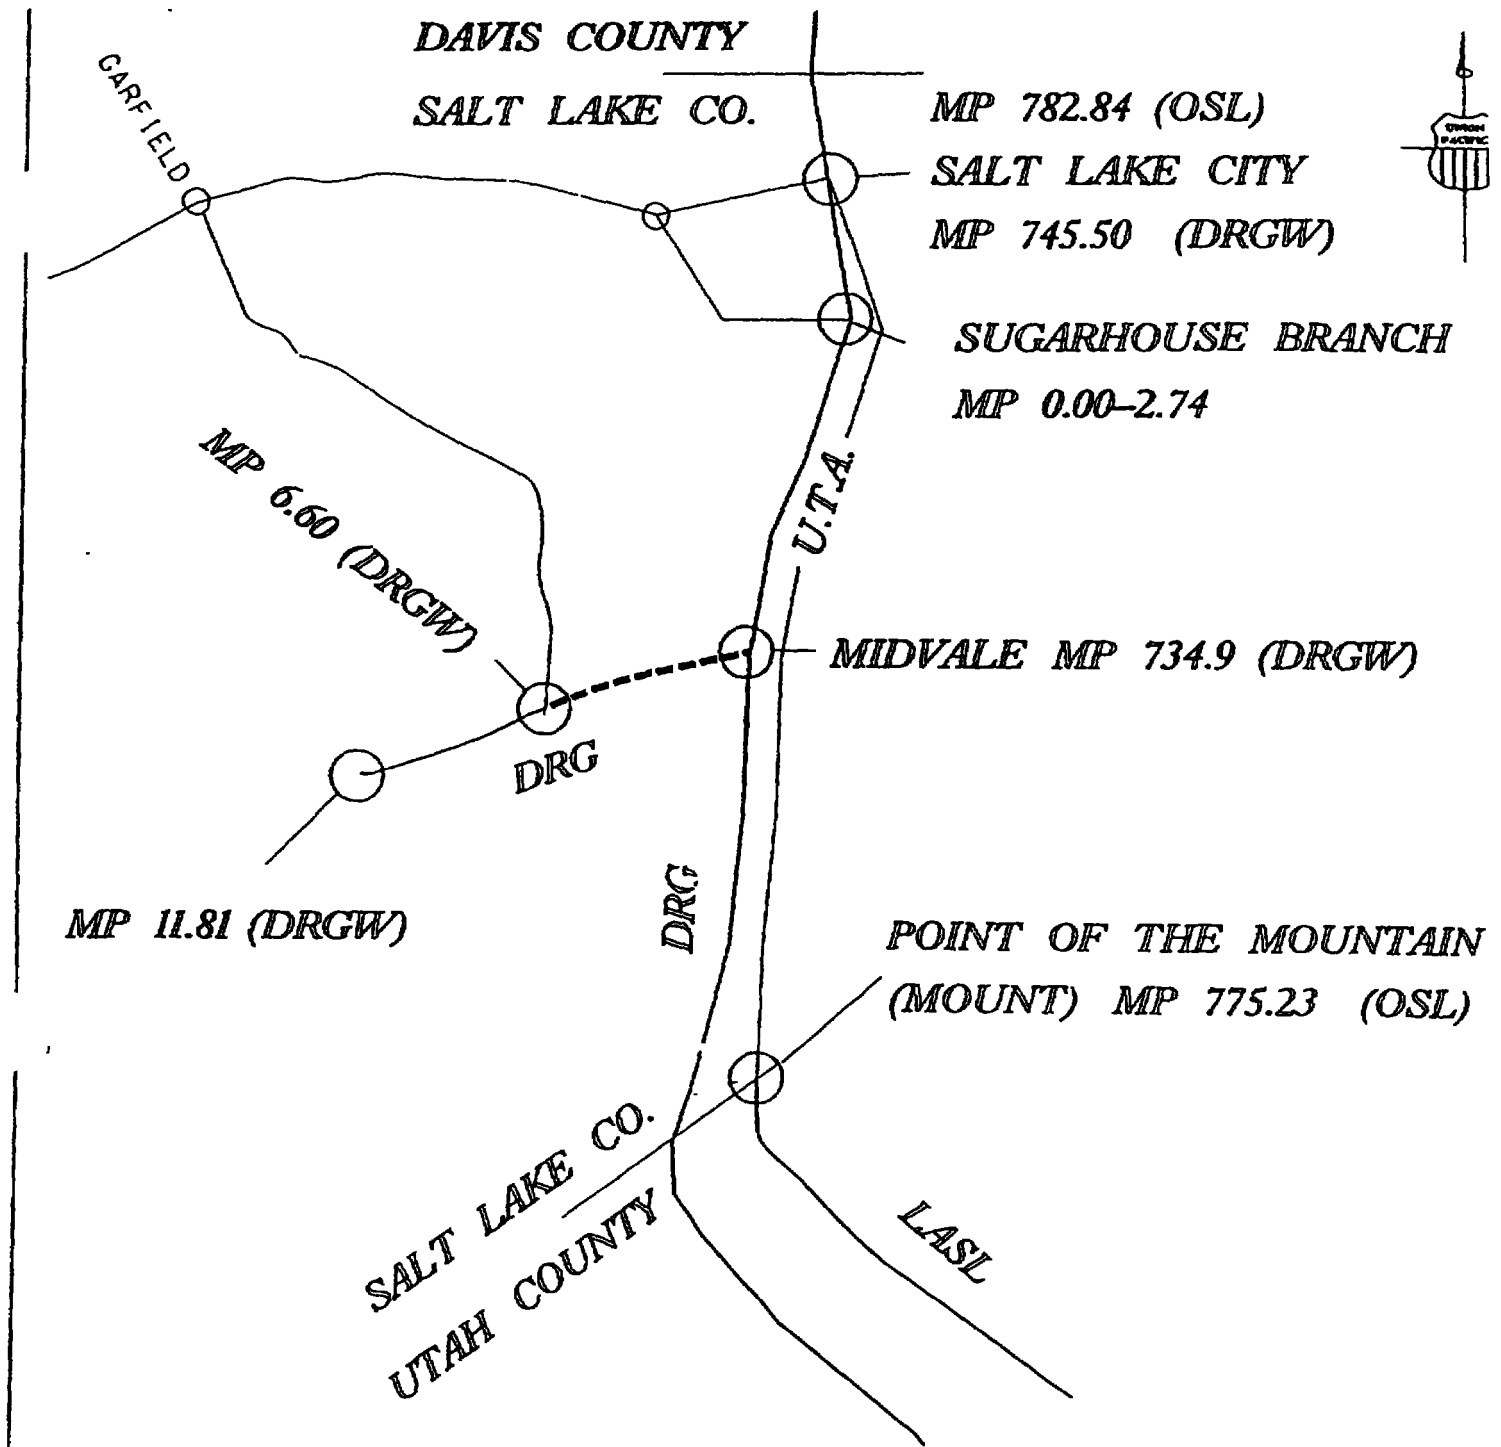 DAVIS COUNTY
SALT LAKE CO.
GARFIELD
MP 782.84 (OSL)
SALT LAKE CITY
MP 745.50 (DRGW)
UNION
PACIFIC
SUGARHOUSE BRANCH
MP 0.00–2.74
MP 6.60 (DRGW)
U.T.A.
MIDVALE MP 734.9 (DRGW)
DRG
MP 11.81 (DRGW)
DRG
POINT OF THE MOUNTAIN
(MOUNT) MP 775.23 (OSL)
SALT LAKE CO.
UTAH COUNTY
LASL